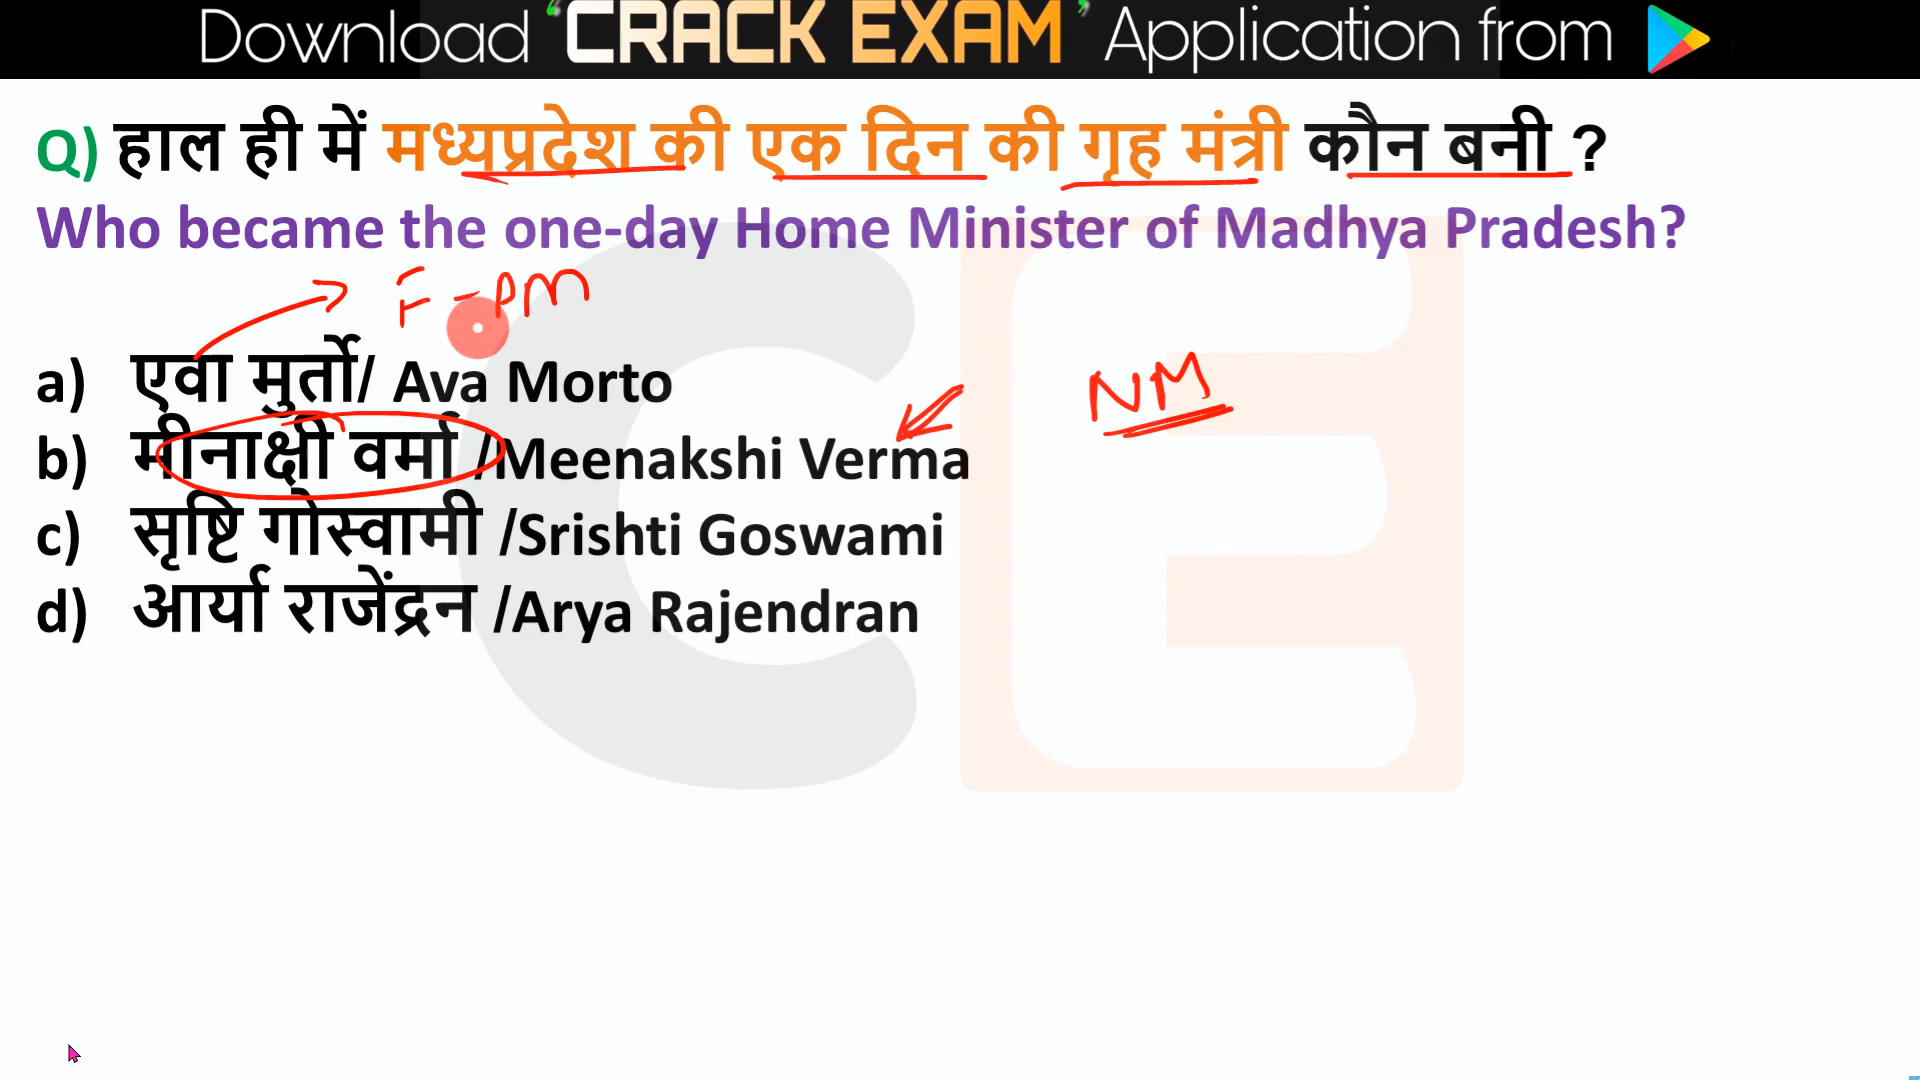 Download ‘CRACK EXAM’ Application from
Q) हाल ही में मध्यप्रदेश की एक दिन की गृह मंत्री कौन बनी ?
Who became the one-day Home Minister of Madhya Pradesh?
F-PM
a) एवा मुर्तो/ Ava Morto
NM
b) मीनाक्षी वर्मा /Meenakshi Verma
c) सृष्टि गोस्वामी /Srishti Goswami
d) आर्या राजेंद्रन /Arya Rajendran
CE